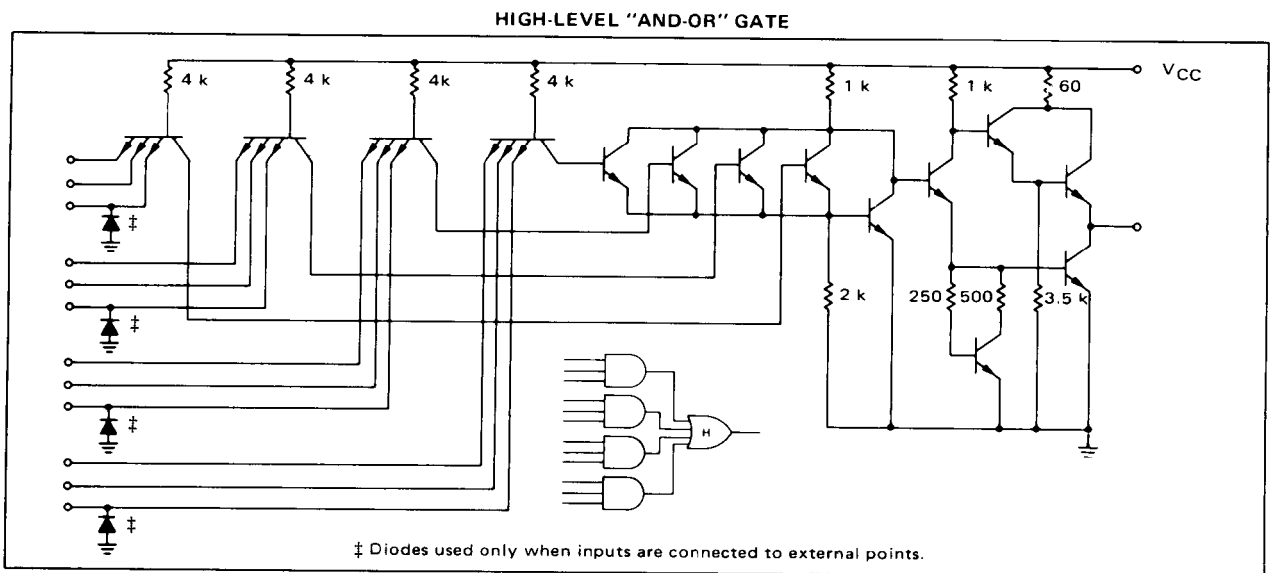 HIGH-LEVEL "AND-OR" GATE
4 k
4 k
4k
4 k
1 k
1 k
60
VCC
‡
‡
‡
‡
2 k
250
500
3.5 k
H
‡ Diodes used only when inputs are connected to external points.